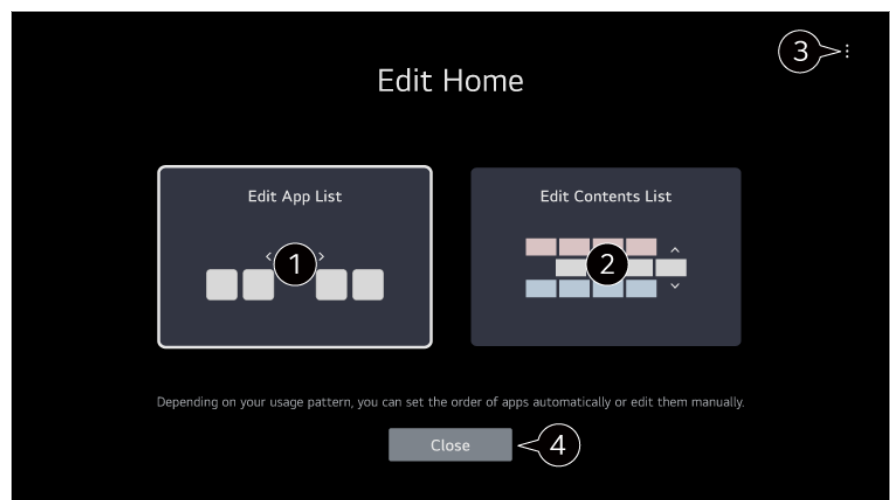 3
Edit Home
Edit App List
Edit Contents List
1
2
Depending on your usage pattern, you can set the order of apps automatically or edit them manually.
Close
4